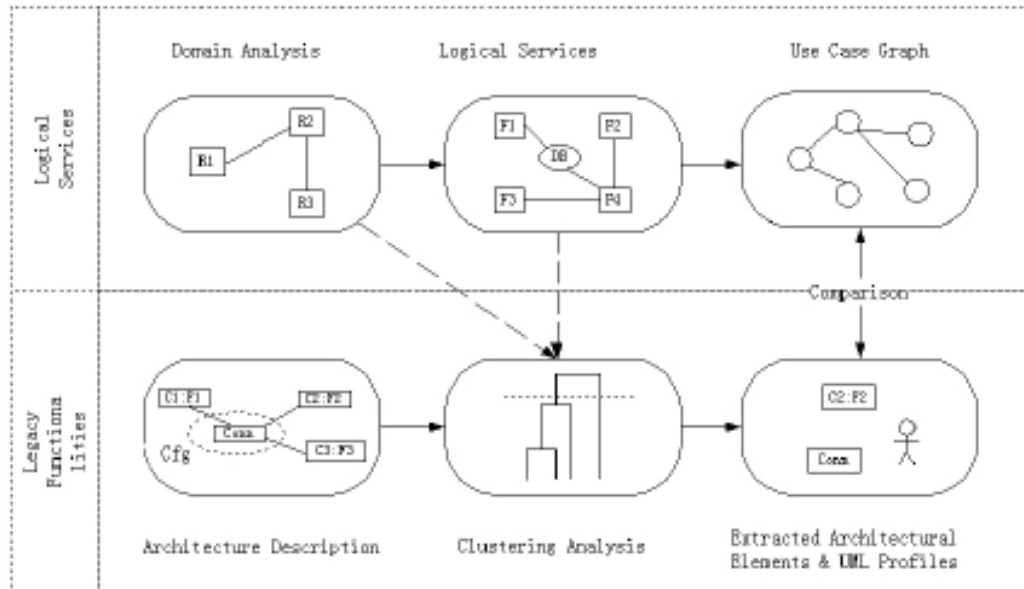 Domain Analysis
Logical Services
Use Case Graph
Logical
Services
R1
R2
R3
F1
F2
DB
F3
F4
Comparison
Legacy
Functiona
lities
C1:F1
C2:F2
Conn
C3:F3
Cfg
C2:F2
Conn
Architecture Description
Clustering Analysis
Extracted Architectural
Elements & UML Profiles